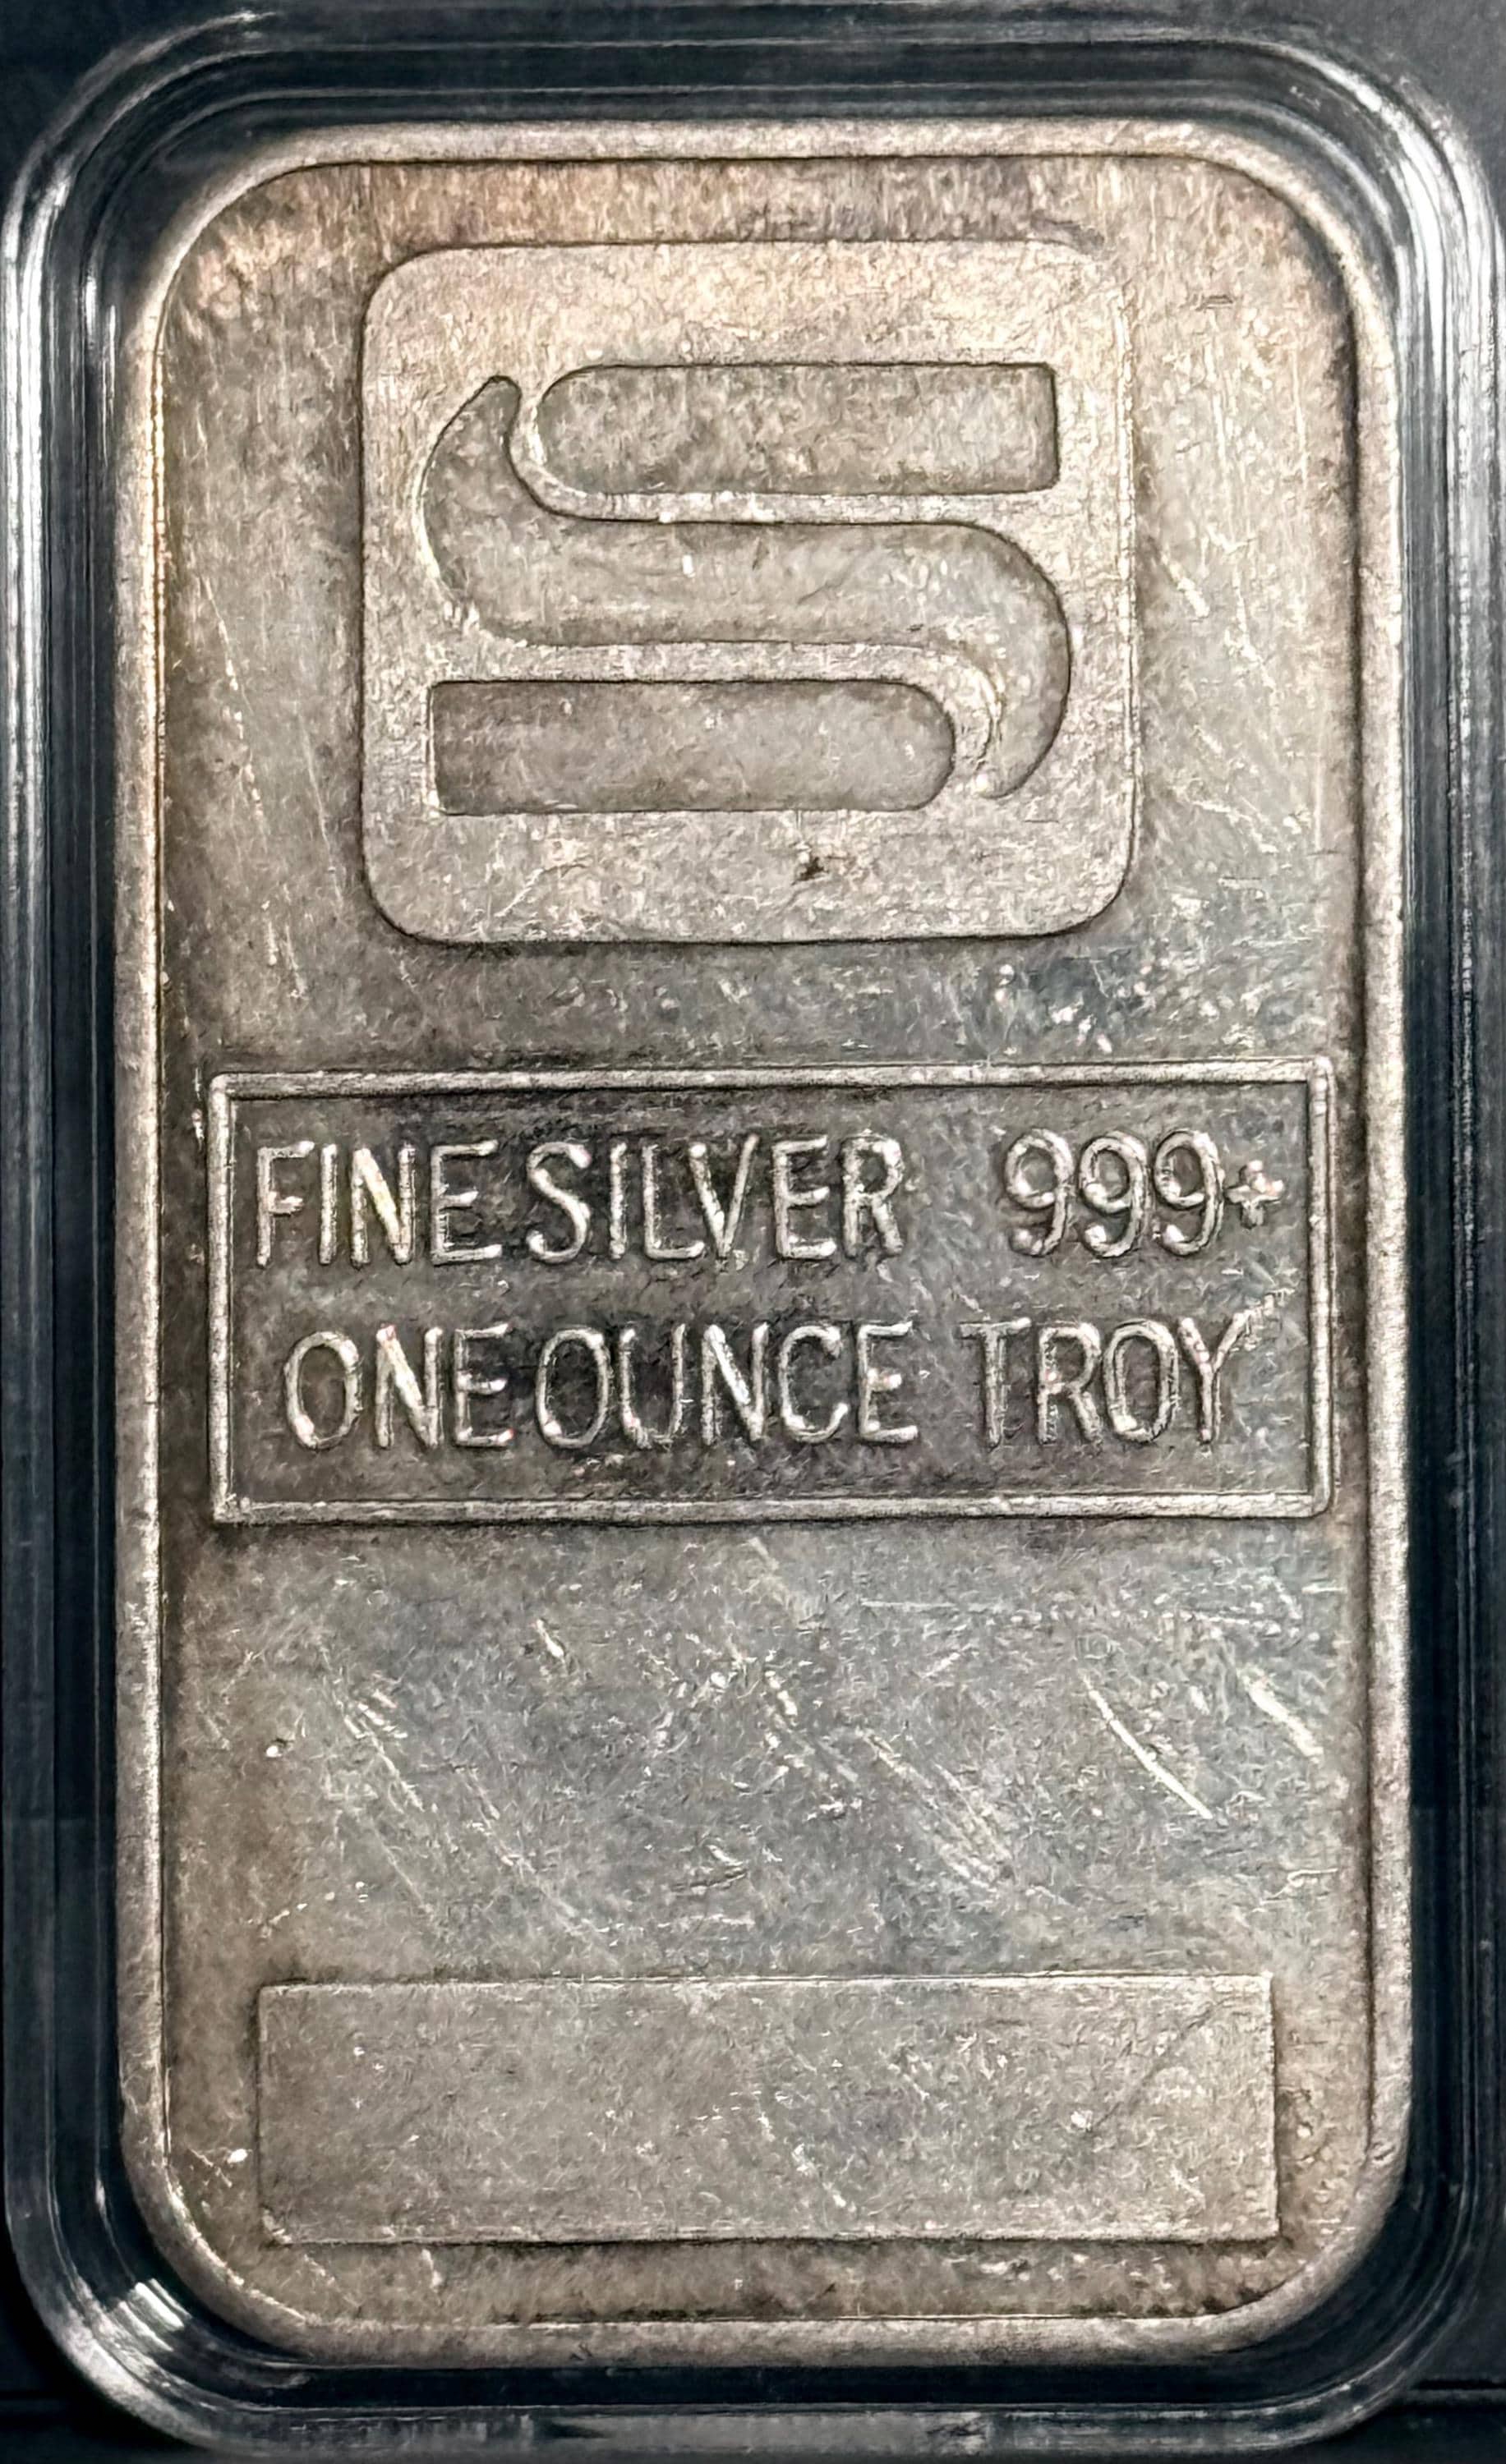 S
FINE SILVER 999+
ONE OUNCE TROY